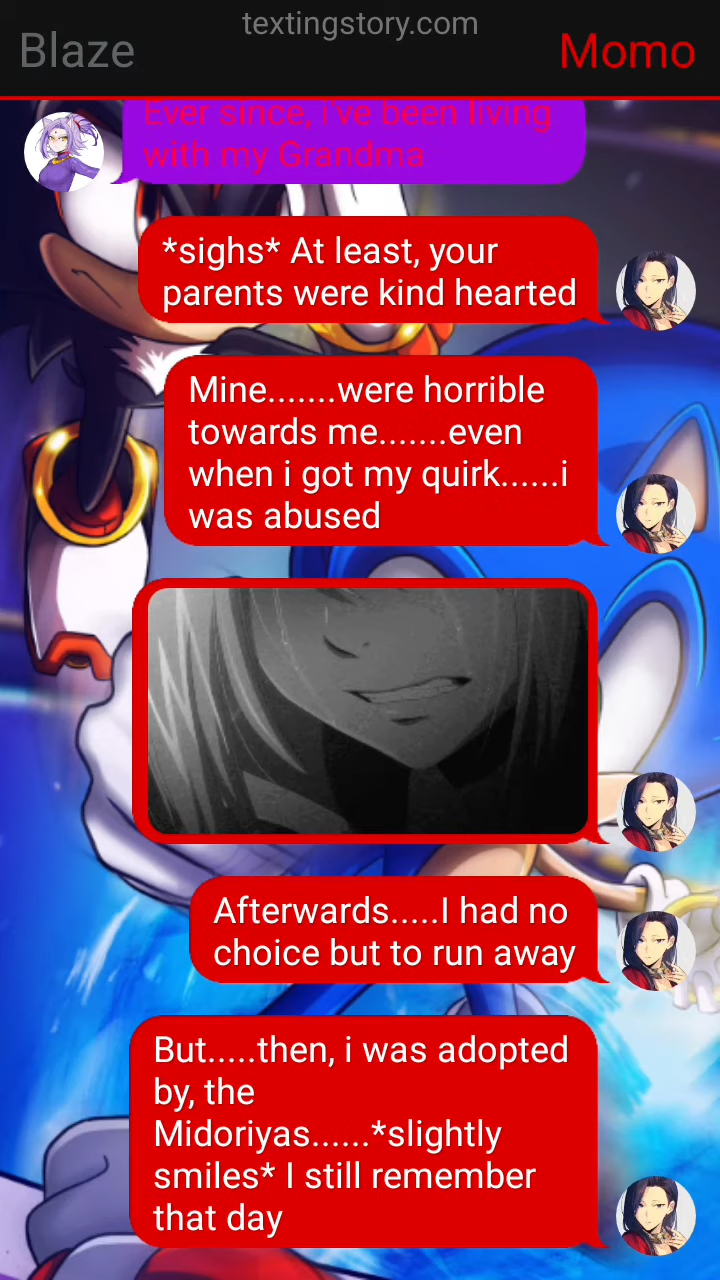 textingstory.com
Blaze
Momo
Ever since, I've been living
with my Grandma
*sighs* At least, your
parents were kind hearted
Mine.......were horrible
towards me.......even
when i got my quirk......i
was abused
Afterwards.....I had no
choice but to run away
But.....then, i was adopted
by, the
Midoriyas......*slightly
smiles* I still remember
that day